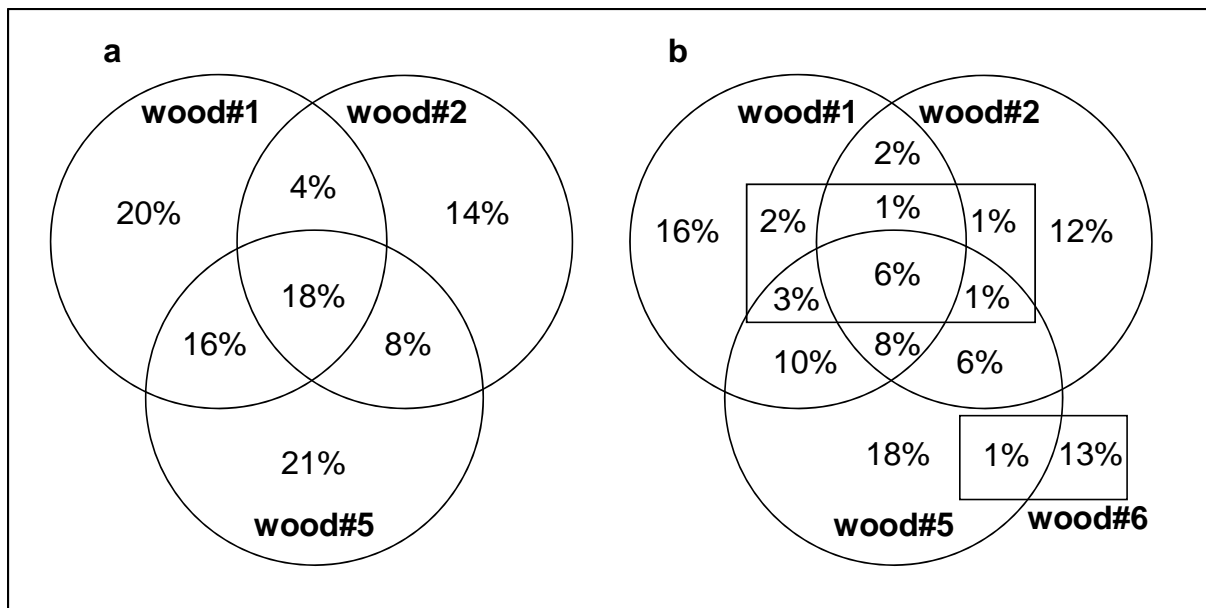 a
wood#1 wood#2
4%
20% 14%
18%
16% 8%
21%
wood#5
b
wood#1 wood#2
2%
16% 2% 1% 1% 12%
6%
3% 1%
10% 8% 6%
18% 1% 13%
wood#5 wood#6